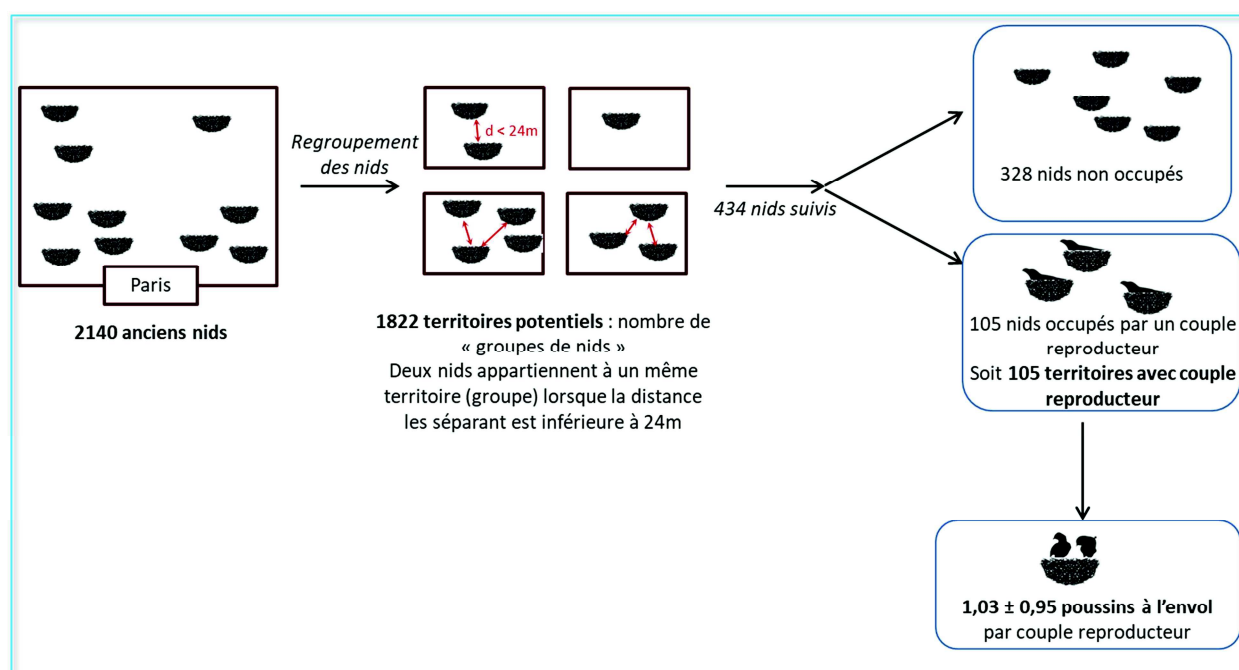 Paris
2140 anciens nids
Regroupement
des nids
d < 24m
1822 territoires potentiels : nombre de
« groupes de nids »
Deux nids appartiennent à un même
territoire (groupe) lorsque la distance
les séparant est inférieure à 24m
434 nids suivis
328 nids non occupés
105 nids occupés par un couple
reproducteur
Soit 105 territoires avec couple
reproducteur
1,03 ± 0,95 poussins à l’envol
par couple reproducteur